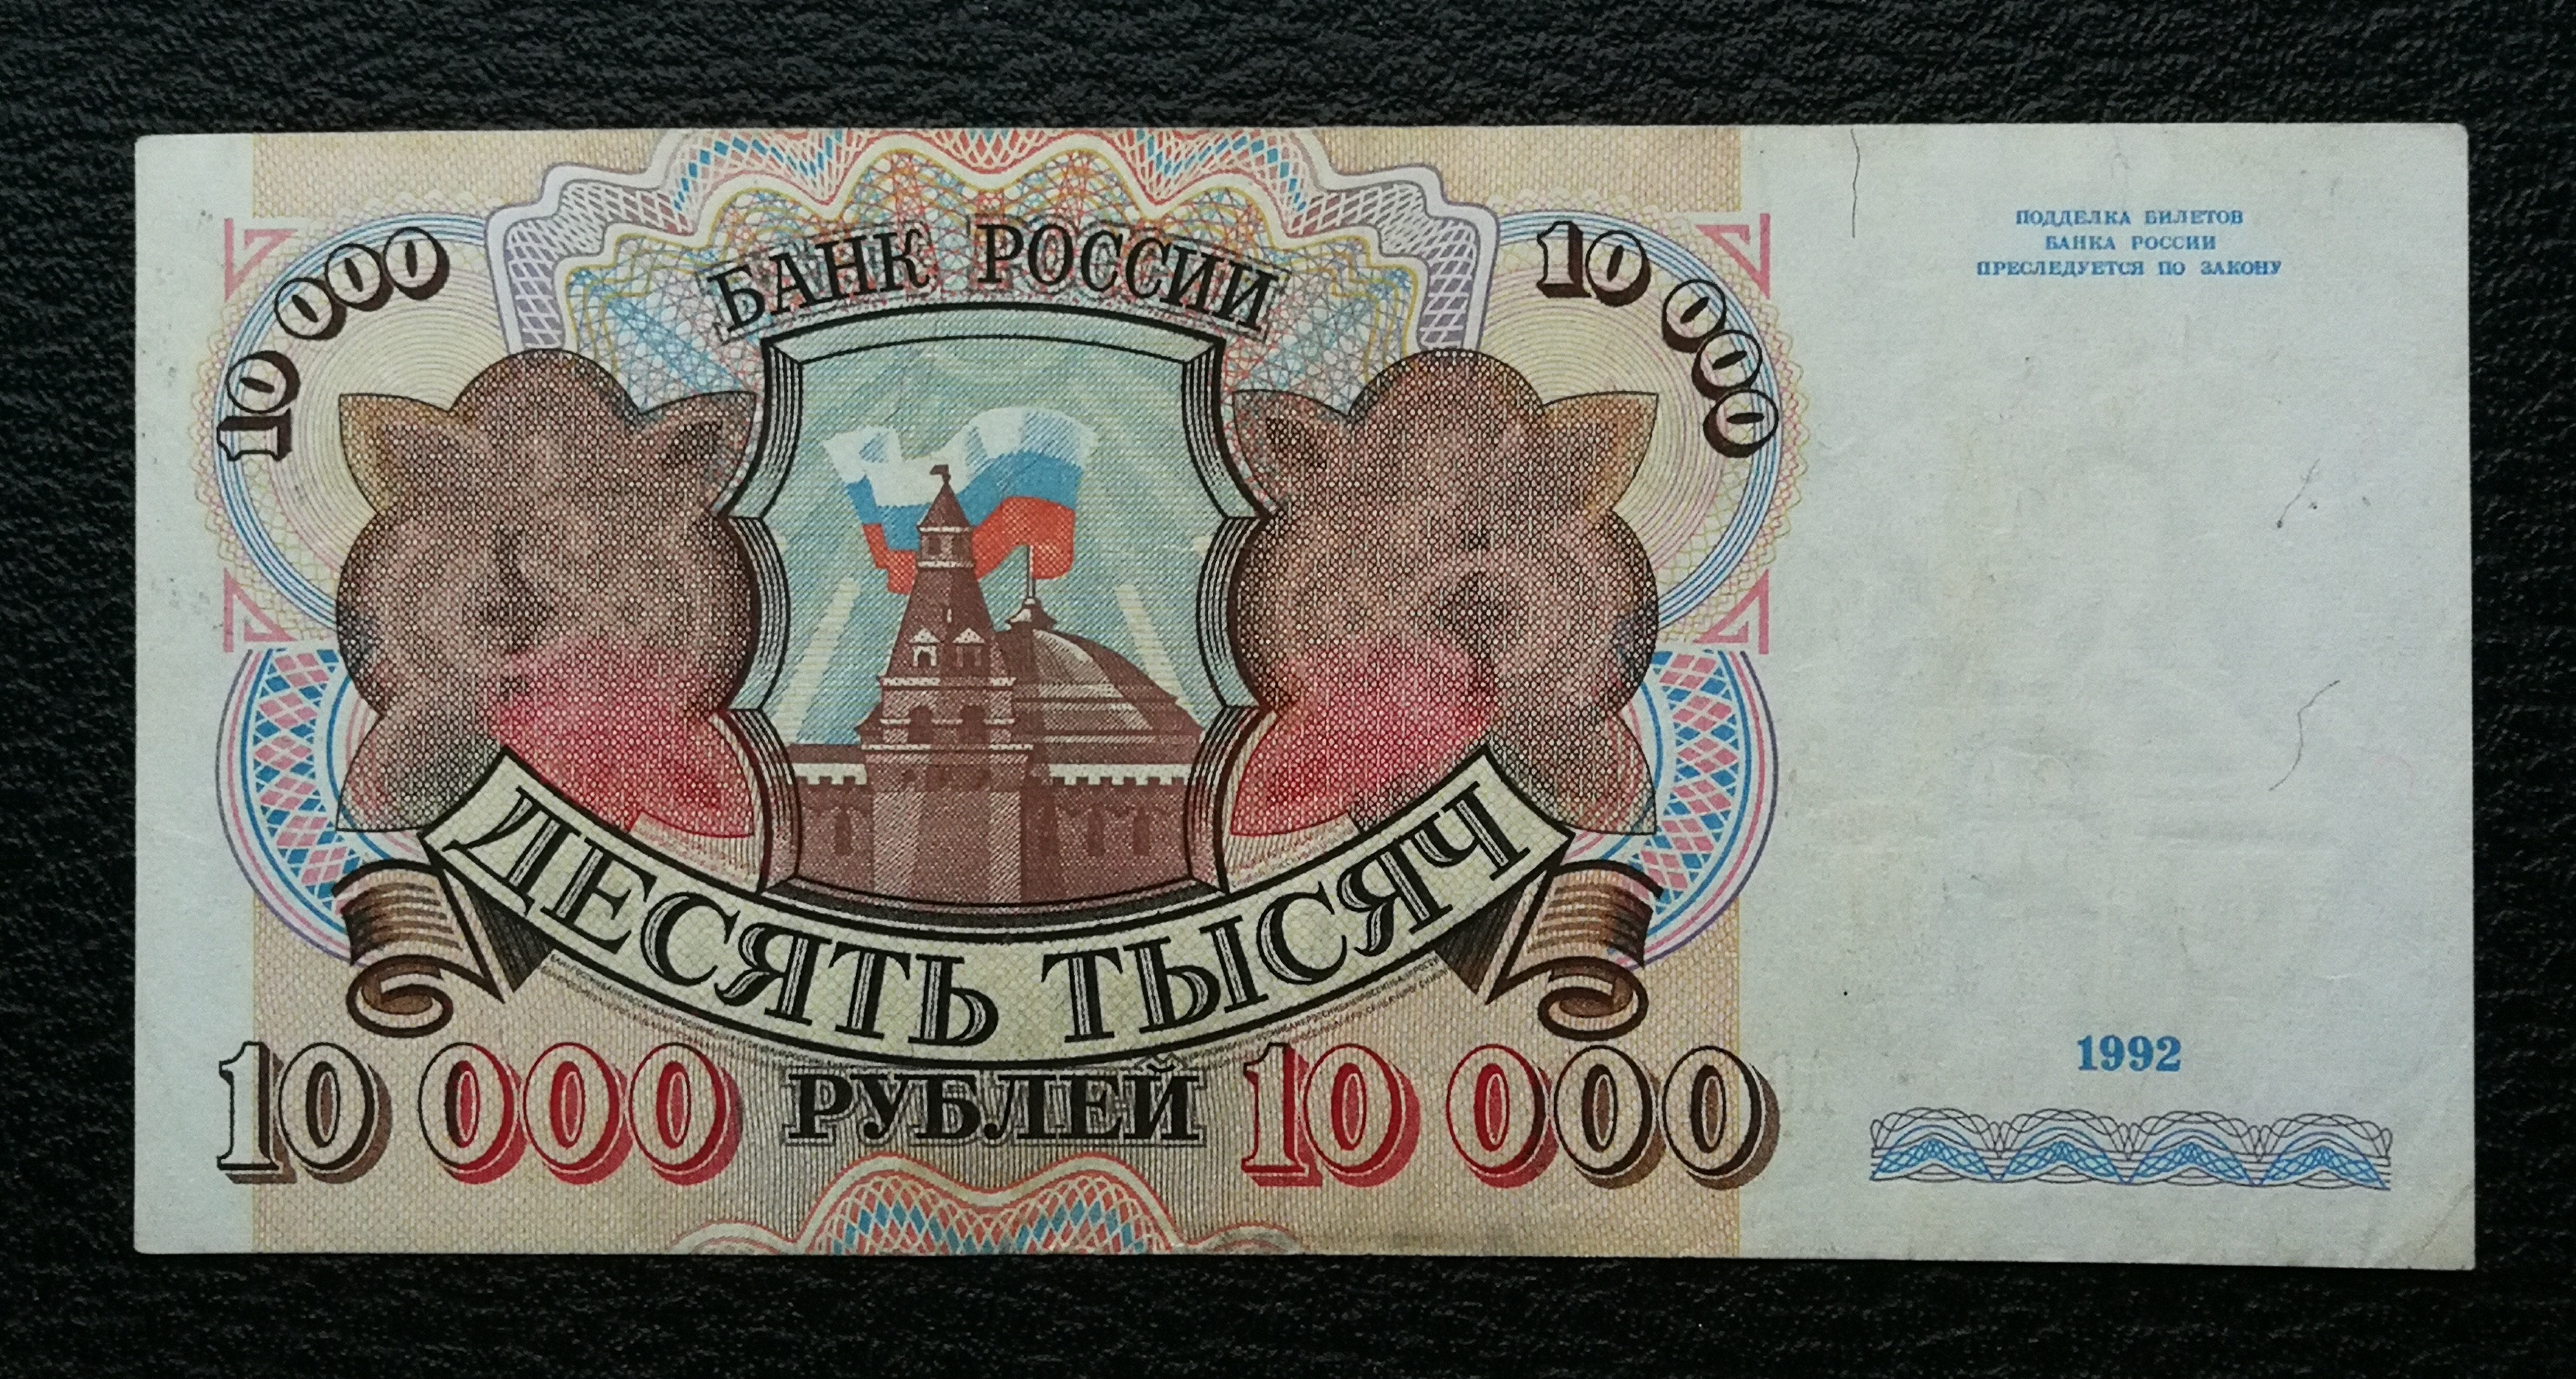 БАНК РОССИИ
10 000
10 000
ПОДДЕЛКА БИЛЕТОВ
БАНКА РОССИИ
ПРЕСЛЕДУЕТСЯ ПО ЗАКОНУ
ДЕСЯТЬ ТЫСЯЧ
10 000 РУБЛЕЙ 10 000
1992